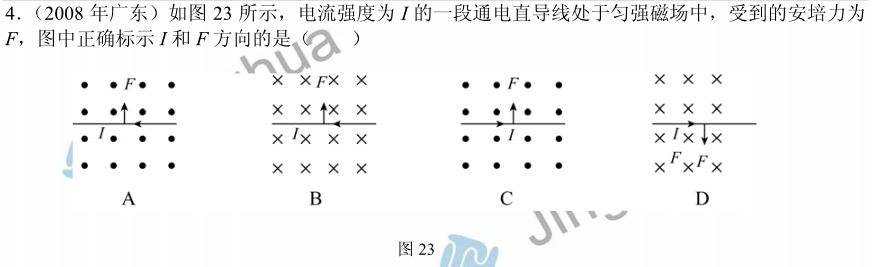 4.（2008 年广东）如图 23 所示，电流强度为 I 的一段通电直导线处于匀强磁场中，受到的安培力为
F，图中正确标示 I 和 F 方向的是（　　）
F F F
I I I I
F F
A B C D
图 23